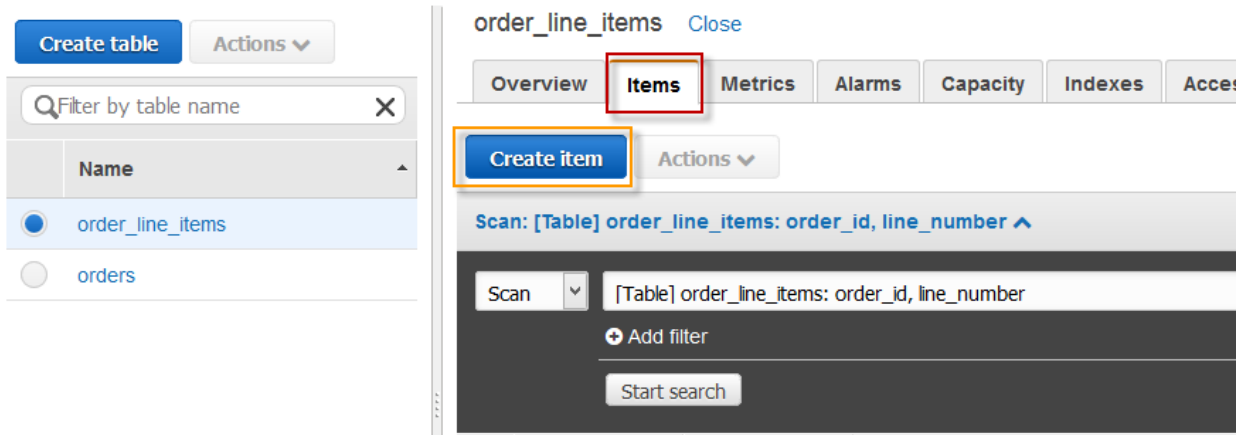 Create table Actions
Filter by table name
Name
order_line_items
orders
order_line_items Close
Overview Items Metrics Alarms Capacity Indexes
Create item Actions
Scan: [Table] order_line_items: order_id, line_number
Scan [Table] order_line_items: order_id, line_number
Add filter
Start search